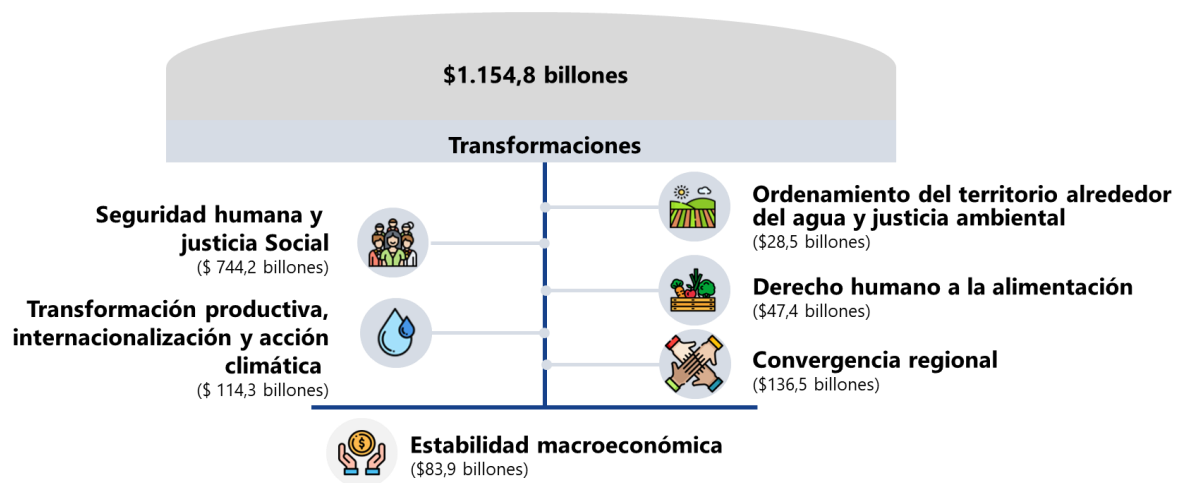 $1.154,8 billones
Transformaciones
Seguridad humana y
justicia Social
($ 744,2 billones)
Transformación productiva,
internacionalización y acción
climática
($ 114,3 billones)
Ordenamiento del territorio alrededor
del agua y justicia ambiental
($28,5 billones)
Derecho humano a la alimentación
($47,4 billones)
Convergencia regional
($136,5 billones)
Estabilidad macroeconómica
($83,9 billones)